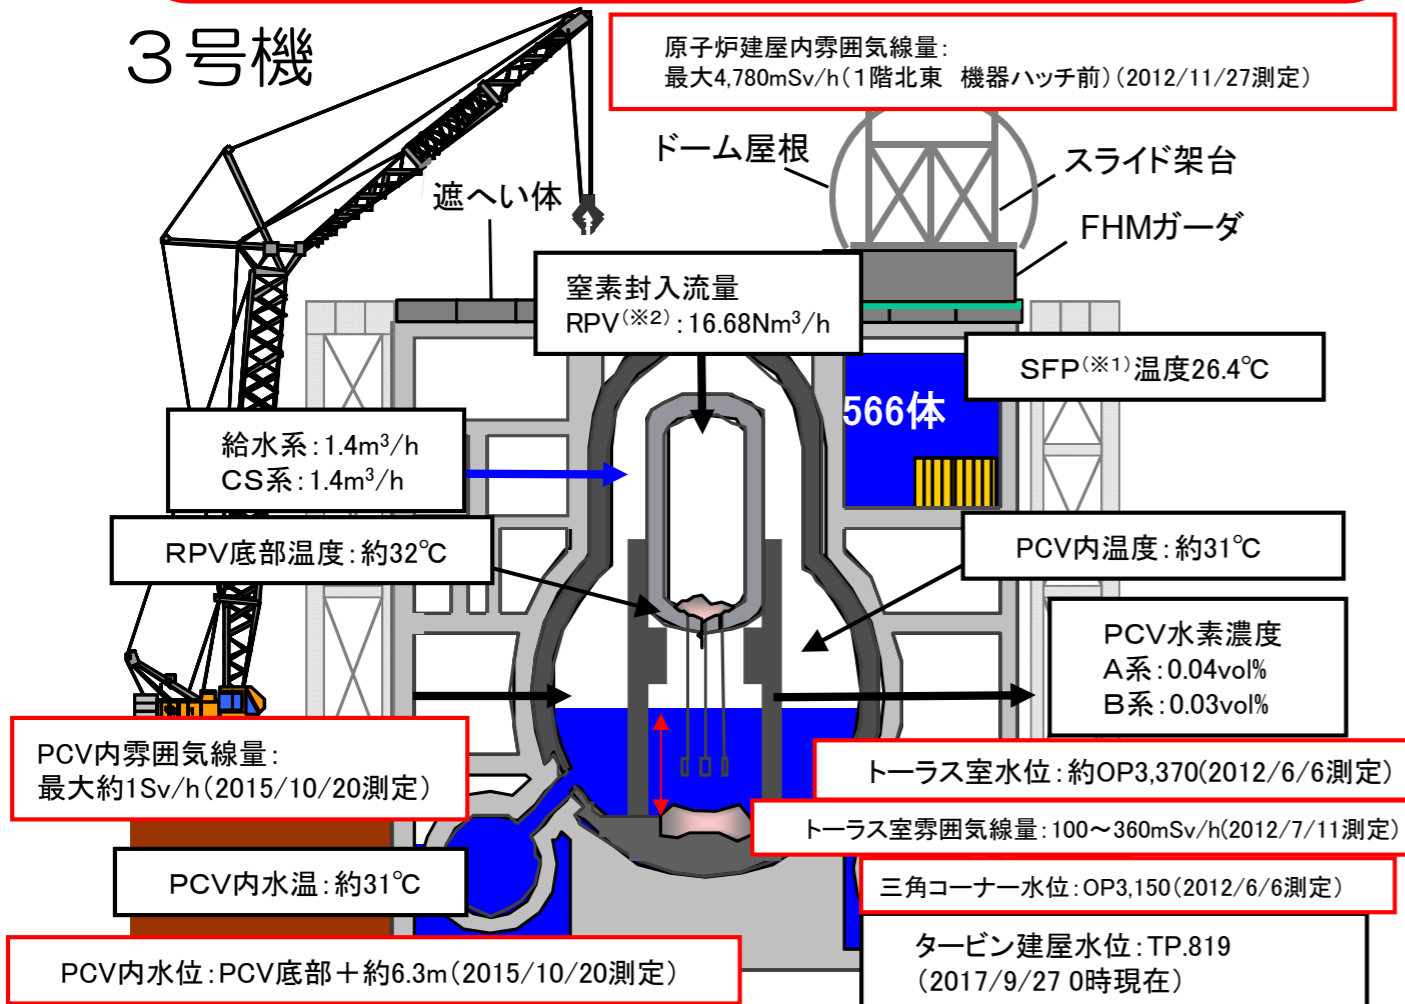 3号機
原子炉建屋内雰囲気線量:
最大4,780mSv/h(1階北東 機器ハッチ前)(2012/11/27測定)
ドーム屋根
スライド架台
遮へい体
FHMガーダ
窒素封入流量
RPV(※2):16.68Nm³/h
SFP(※1)温度26.4℃
566体
給水系:1.4m³/h
CS系:1.4m³/h
RPV底部温度:約32℃
PCV内温度:約31℃
PCV水素濃度
A系:0.04vol%
B系:0.03vol%
PCV内雰囲気線量:
最大約1Sv/h(2015/10/20測定)
トーラス室水位:約OP3,370(2012/6/6測定)
トーラス室雰囲気線量:100~360mSv/h(2012/7/11測定)
PCV内水温:約31℃
三角コーナー水位:OP3,150(2012/6/6測定)
PCV内水位:PCV底部+約6.3m(2015/10/20測定)
タービン建屋水位:TP.819
(2017/9/27 0時現在)